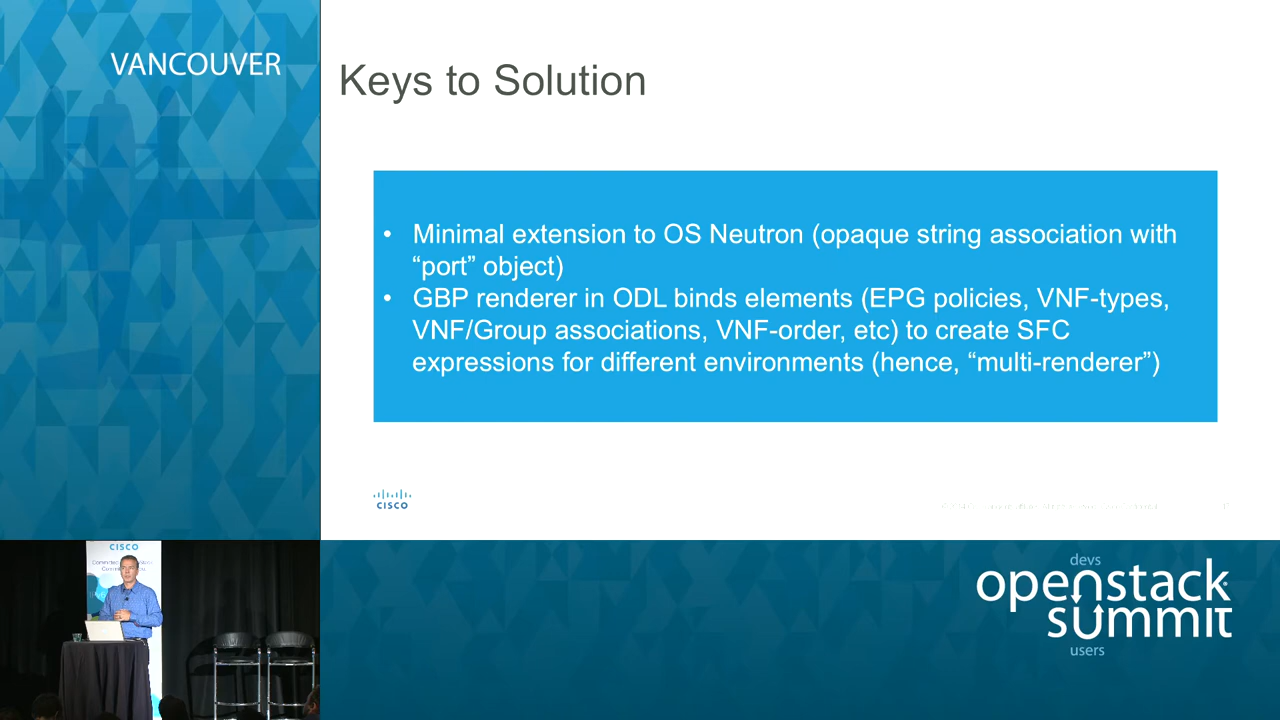 VANCOUVER
Keys to Solution
• Minimal extension to OS Neutron (opaque string association with
“port” object)
• GBP renderer in ODL binds elements (EPG policies, VNF-types,
VNF/Group associations, VNF-order, etc) to create SFC
expressions for different environments (hence, “multi-renderer”)
CISCO
CISCO
devs
openstack
summit
users